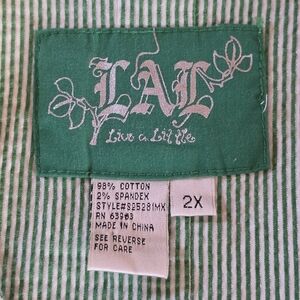 LAL
Live a Little
98% COTTON
2% SPANDEX
STYLE#S2528IMX
RN 63983
MADE IN CHINA
SEE REVERSE
FOR CARE
2X